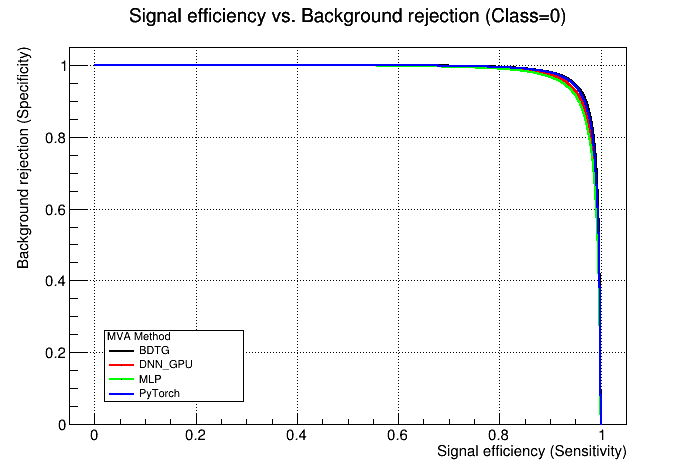 Signal efficiency vs. Background rejection (Class=0)
Background rejection (Specificity)
1
0.8
0.6
0.4
0.2
0
MVA Method
BDTG
DNN_GPU
MLP
PyTorch
0 0.2 0.4 0.6 0.8 1
Signal efficiency (Sensitivity)